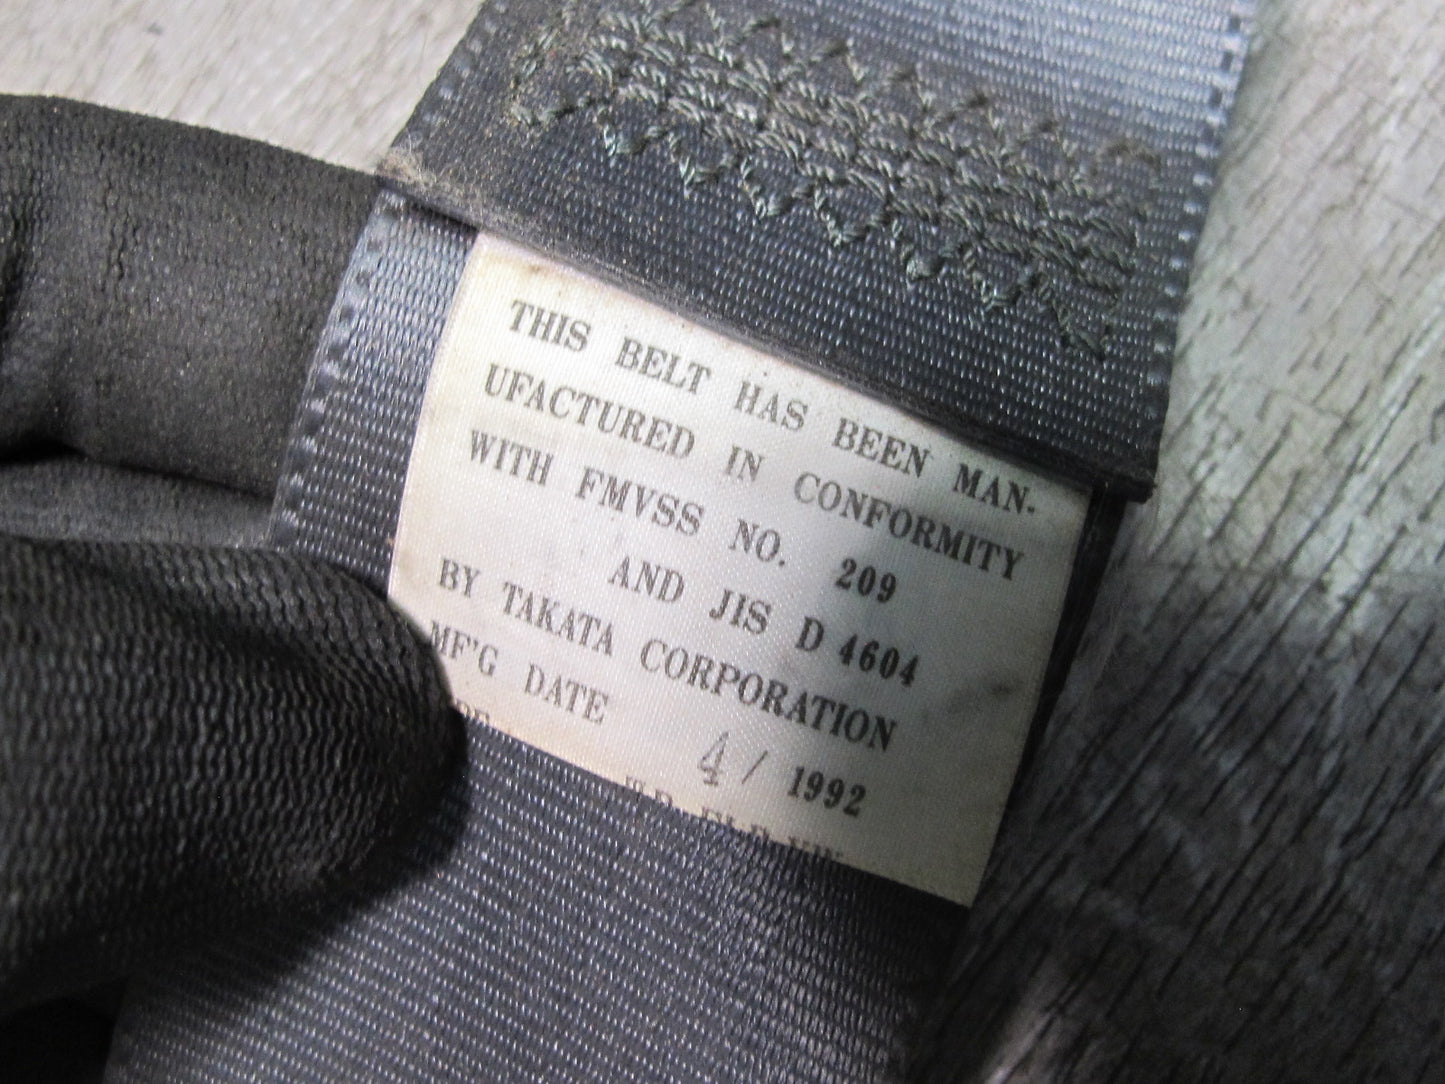 THIS BELT HAS BEEN MAN-
UFACTURED IN CONFORMITY
WITH FMVSS NO. 209
AND JIS D 4604
BY TAKATA CORPORATION
MF'G DATE 4 / 1992